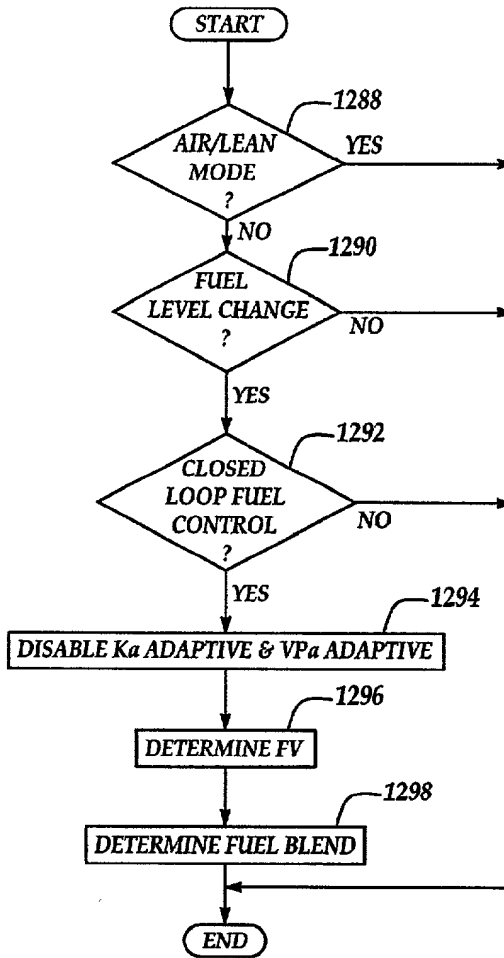 START
1288
AIR/LEAN
MODE
?
YES
NO
1290
FUEL
LEVEL CHANGE
?
NO
YES
1292
CLOSED
LOOP FUEL
CONTROL
?
NO
YES
1294
DISABLE Ka ADAPTIVE & VPa ADAPTIVE
1296
DETERMINE FV
1298
DETERMINE FUEL BLEND
END